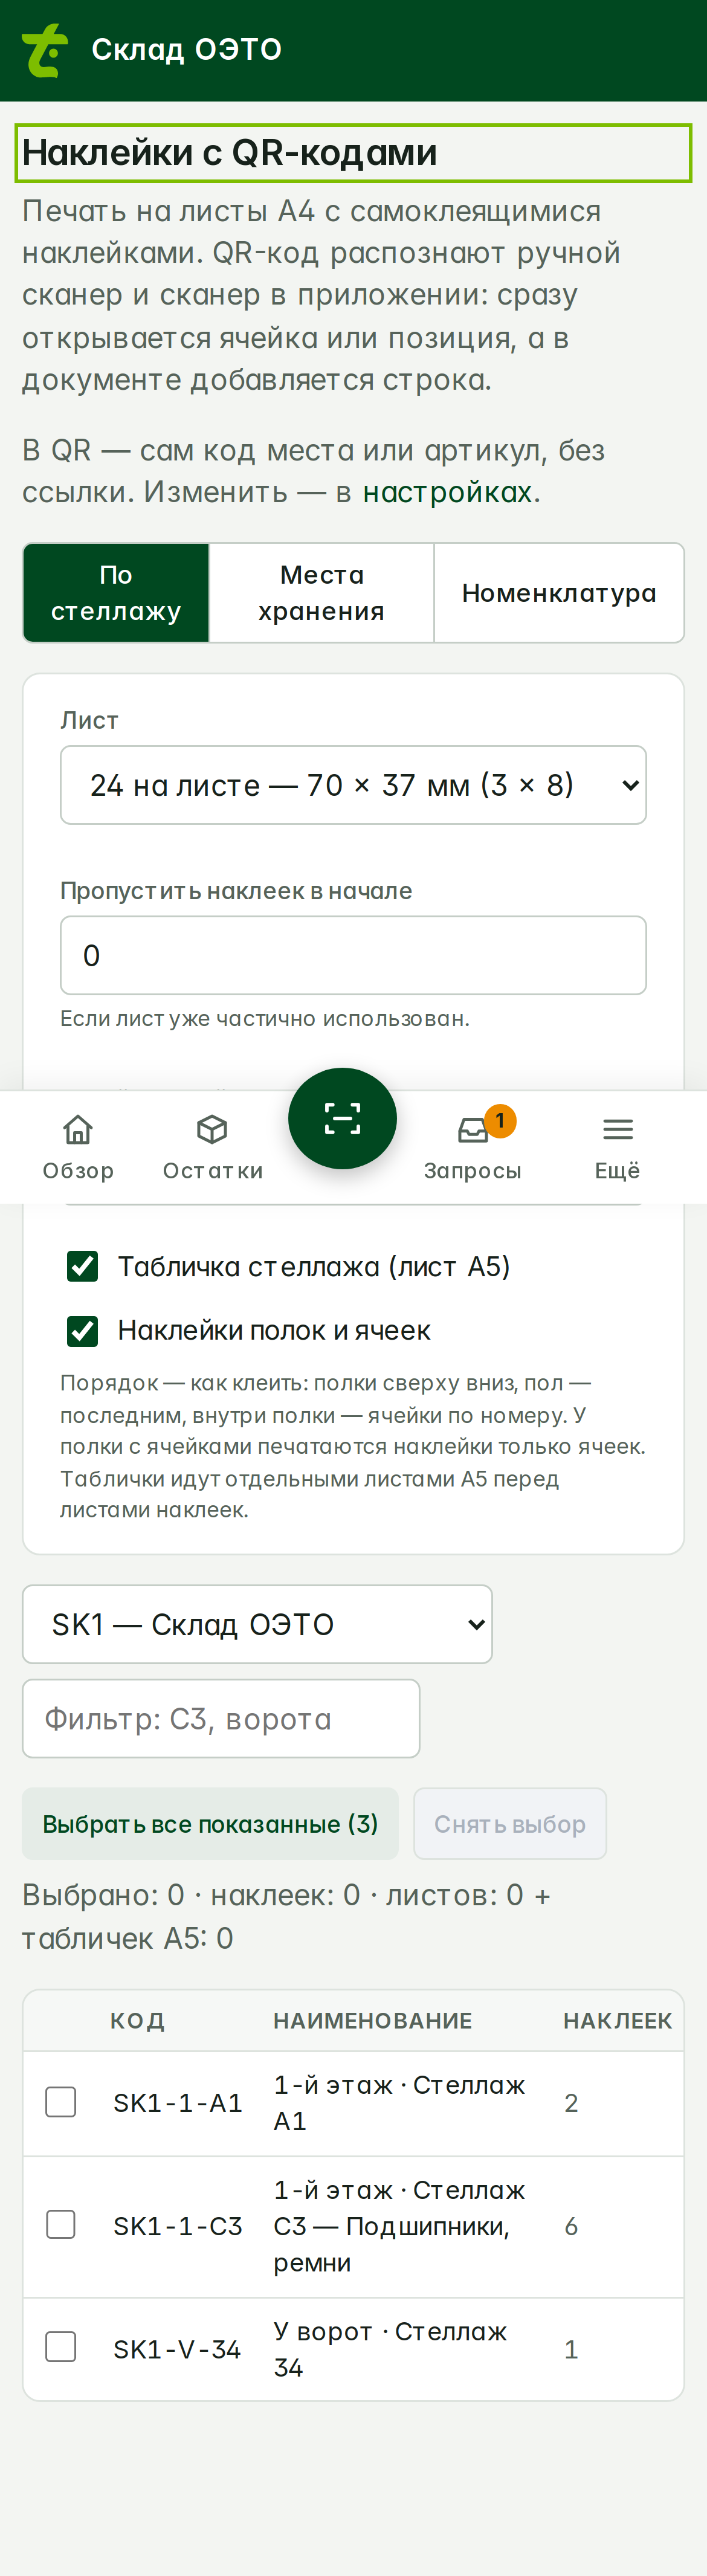 Склад ОЭТО
Наклейки с QR-кодами
Печать на листы А4 с самоклеящимися
наклейками. QR-код распознают ручной
сканер и сканер в приложении: сразу
открывается ячейка или позиция, а в
документе добавляется строка.
В QR — сам код места или артикул, без
ссылки. Изменить — в настройках.
По
стеллажу
Места
хранения
Номенклатура
Лист
24 на листе — 70 × 37 мм (3 × 8)
Пропустить наклеек в начале
0
Если лист уже частично использован.
Обзор
Остатки
1
Запросы
Ещё
Табличка стеллажа (лист А5)
Наклейки полок и ячеек
Порядок — как клеить: полки сверху вниз, пол —
последним, внутри полки — ячейки по номеру. У
полки с ячейками печатаются наклейки только ячеек.
Таблички идут отдельными листами А5 перед
листами наклеек.
SK1 — Склад ОЭТО
Фильтр: С3, ворота
Выбрать все показанные (3)
Снять выбор
Выбрано: 0 · наклеек: 0 · листов: 0 +
табличек А5: 0
КОД НАИМЕНОВАНИЕ НАКЛЕЕК
SK1-1-A1
1-й этаж · Стеллаж
А1
2
SK1-1-C3
1-й этаж · Стеллаж
С3 — Подшипники,
ремни
6
SK1-V-34
У ворот · Стеллаж
34
1